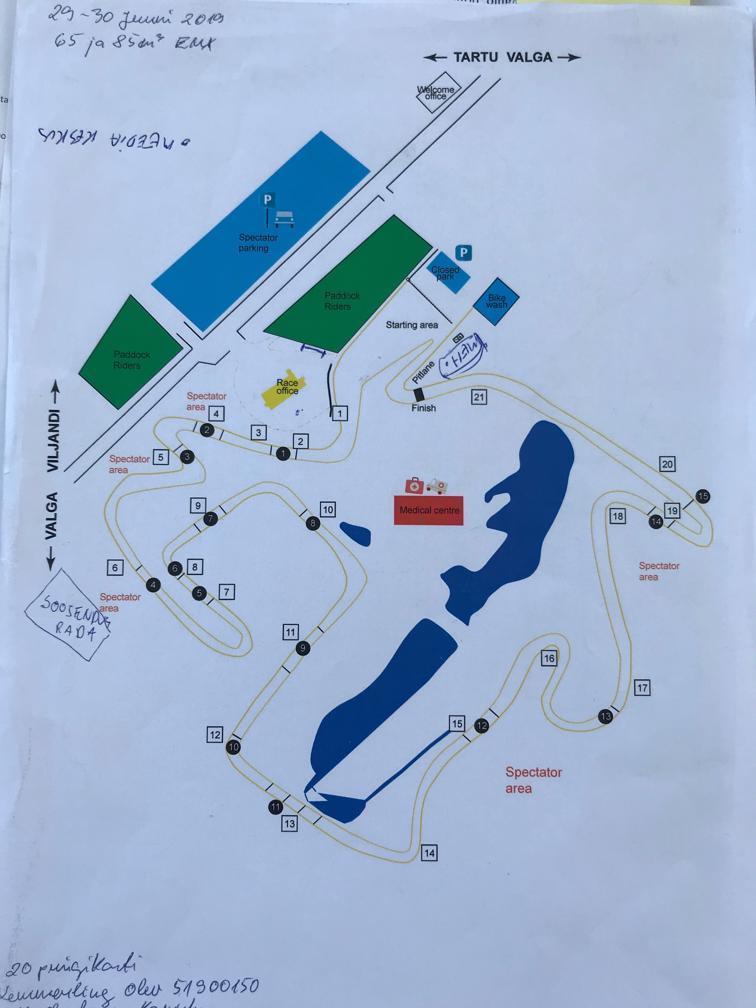 29-30 Juuni 2019
65 ja 85cm³ EMX
← TARTU VALGA →
Welcome
office
• MEEDIA KESKUS
P
Spectator
parking
Paddock
Riders
P
Closed
park
Bike
wash
Starting area
Paddock
Riders
Race
office
Pitlane
Finish
21
Spectator
area
4
2
3
2
1
1
5
3
Spectator
area
← VALGA VILJANDI →
20
15
19
14
18
Medical centre
Spectator
area
9
7
10
8
6
8
6
4
5
7
Spectator
area
SOOSENDUS
RADA
11
9
16
17
13
12
10
15
12
Spectator
area
11
13
14
20 
Olev 51900150